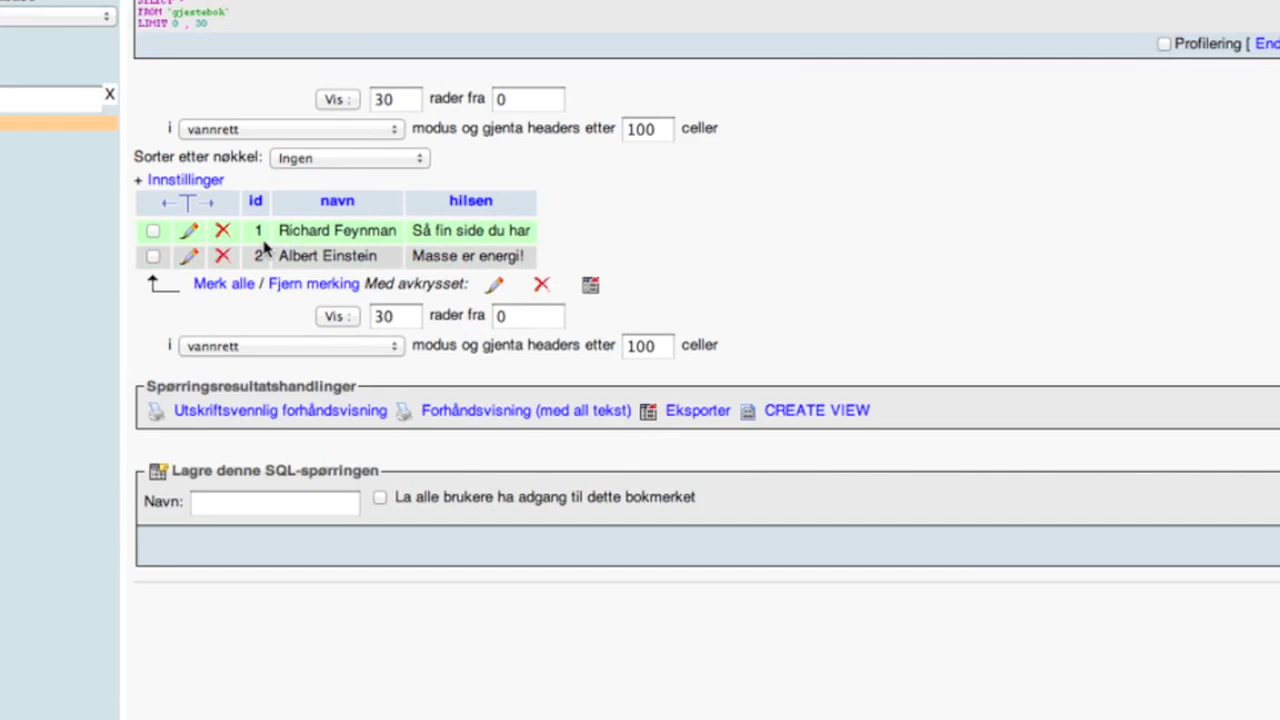 FROM `gjestebok`
LIMIT 0 , 30
Profilering [ End
X
Vis : 30 rader fra 0
i vannrett modus og gjenta headers etter 100 celler
Sorter etter nøkkel: Ingen
+ Innstillinger
←T→ id navn hilsen
1 Richard Feynman Så fin side du har
2 Albert Einstein Masse er energi!
Merk alle / Fjern merking Med avkrysset:
Vis : 30 rader fra 0
i vannrett modus og gjenta headers etter 100 celler
Spørringsresultatshandlinger
Utskriftsvennlig forhåndsvisning Forhåndsvisning (med all tekst) Eksporter CREATE VIEW
Lagre denne SQL-spørringen
Navn: La alle brukere ha adgang til dette bokmerket